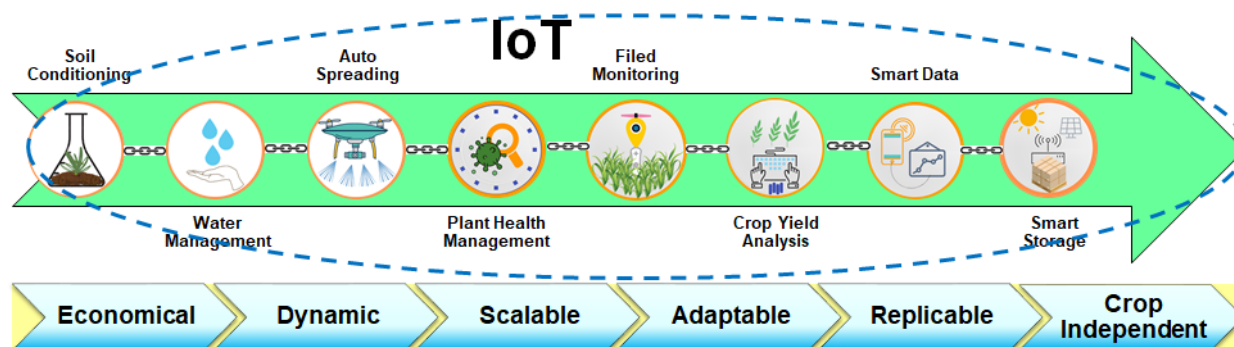 IoT
Soil
Conditioning
Auto
Spreading
Filed
Monitoring
Smart Data
Water
Management
Plant Health
Management
Crop Yield
Analysis
Smart
Storage
Economical
Dynamic
Scalable
Adaptable
Replicable
Crop
Independent